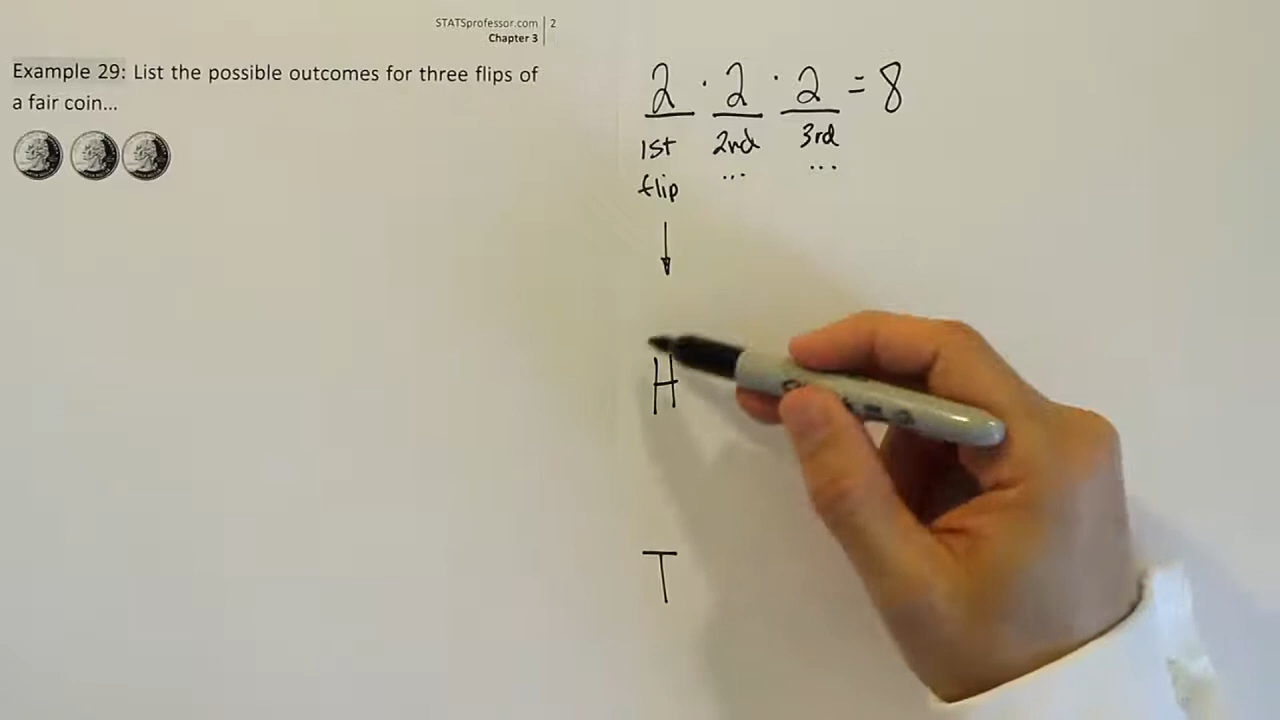 STATSprofessor.com | 2
Chapter 3
Example 29: List the possible outcomes for three flips of
a fair coin...
2 · 2 · 2 = 8
1st 2nd 3rd
flip ... ...
H
T